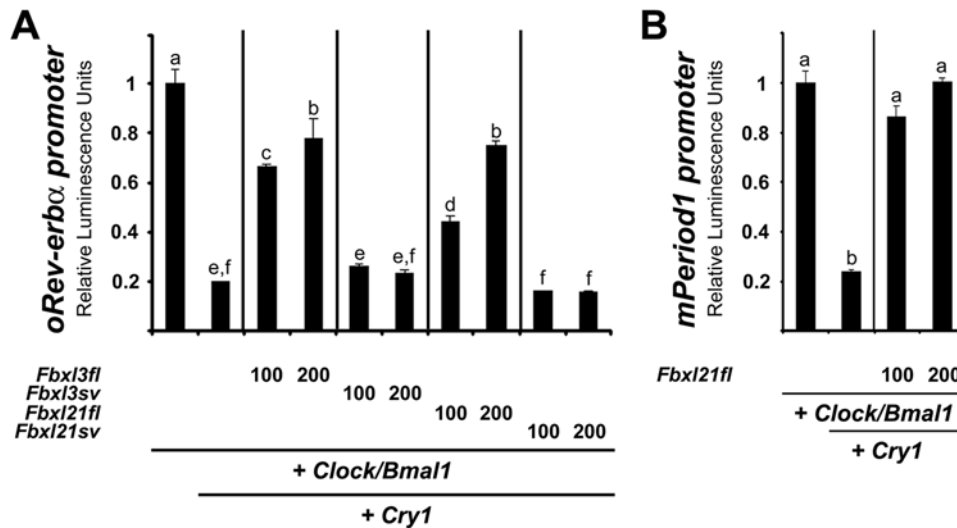 A
oRev-erbα promoter
Relative Luminescence Units
1
0.8
0.6
0.4
0.2
a
e,f
c
b
e
e,f
d
b
f
f
Fbxl3fl 100 200
Fbxl3sv 100 200
Fbxl21fl 100 200
Fbxl21sv 100 200
+ Clock/Bmal1
+ Cry1
B
mPeriod1 promoter
Relative Luminescence Units
1
0.8
0.6
0.4
0.2
a
b
a
a
Fbxl21fl 100 200
+ Clock/Bmal1
+ Cry1